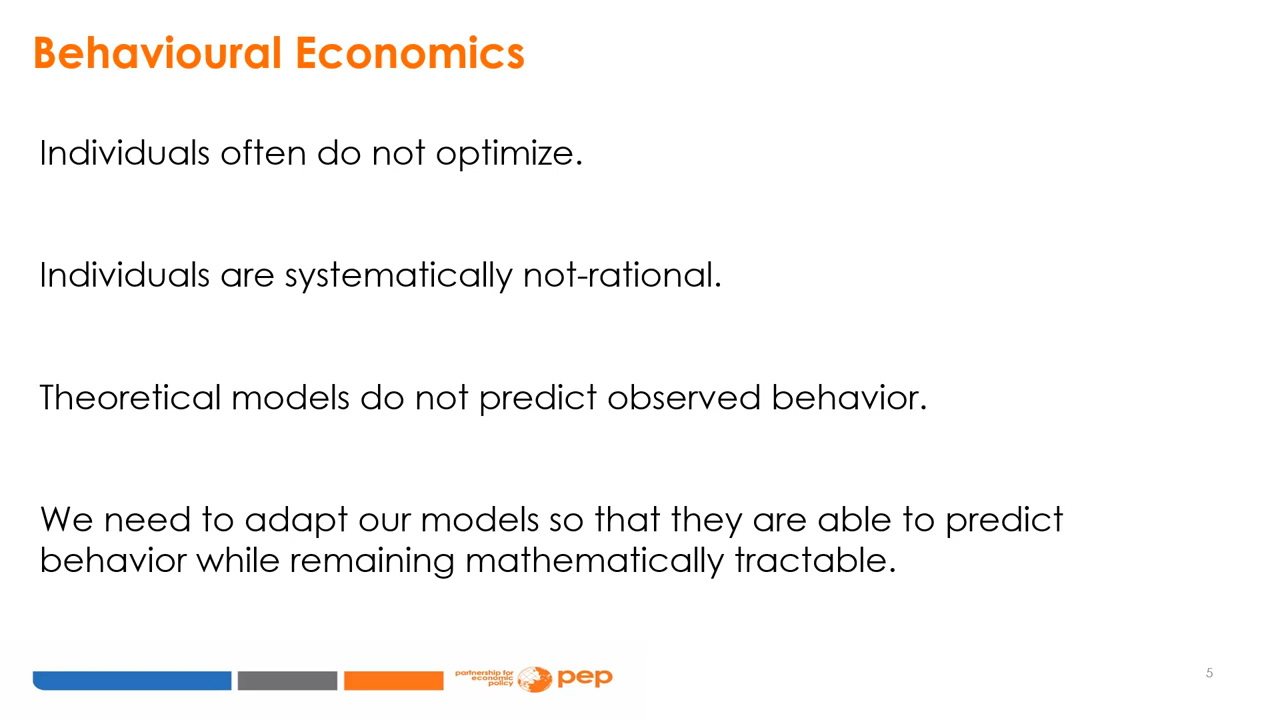 Behavioural Economics
Individuals often do not optimize.
Individuals are systematically not-rational.
Theoretical models do not predict observed behavior.
We need to adapt our models so that they are able to predict
behavior while remaining mathematically tractable.
partnership for
economic
policy
pep
5